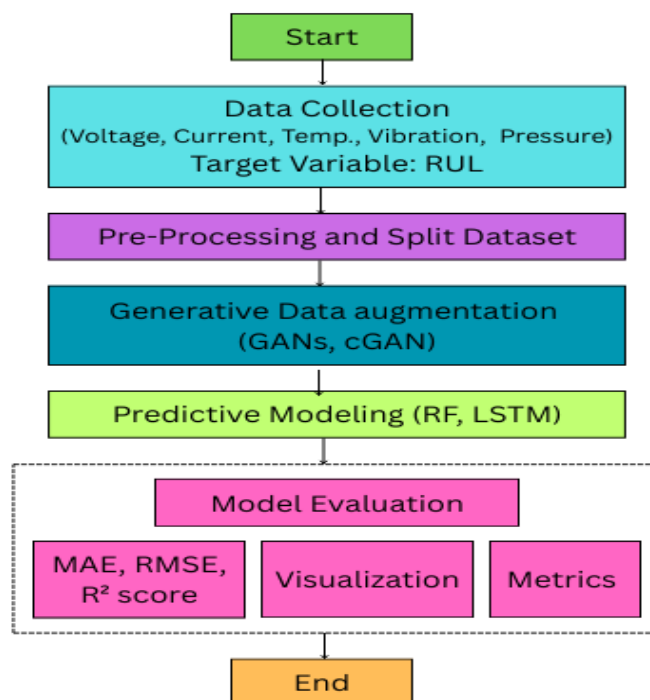 Start
Data Collection
(Voltage, Current, Temp., Vibration, Pressure)
Target Variable: RUL
Pre-Processing and Split Dataset
Generative Data augmentation
(GANs, cGAN)
Predictive Modeling (RF, LSTM)
Model Evaluation
MAE, RMSE,
R² score
Visualization
Metrics
End